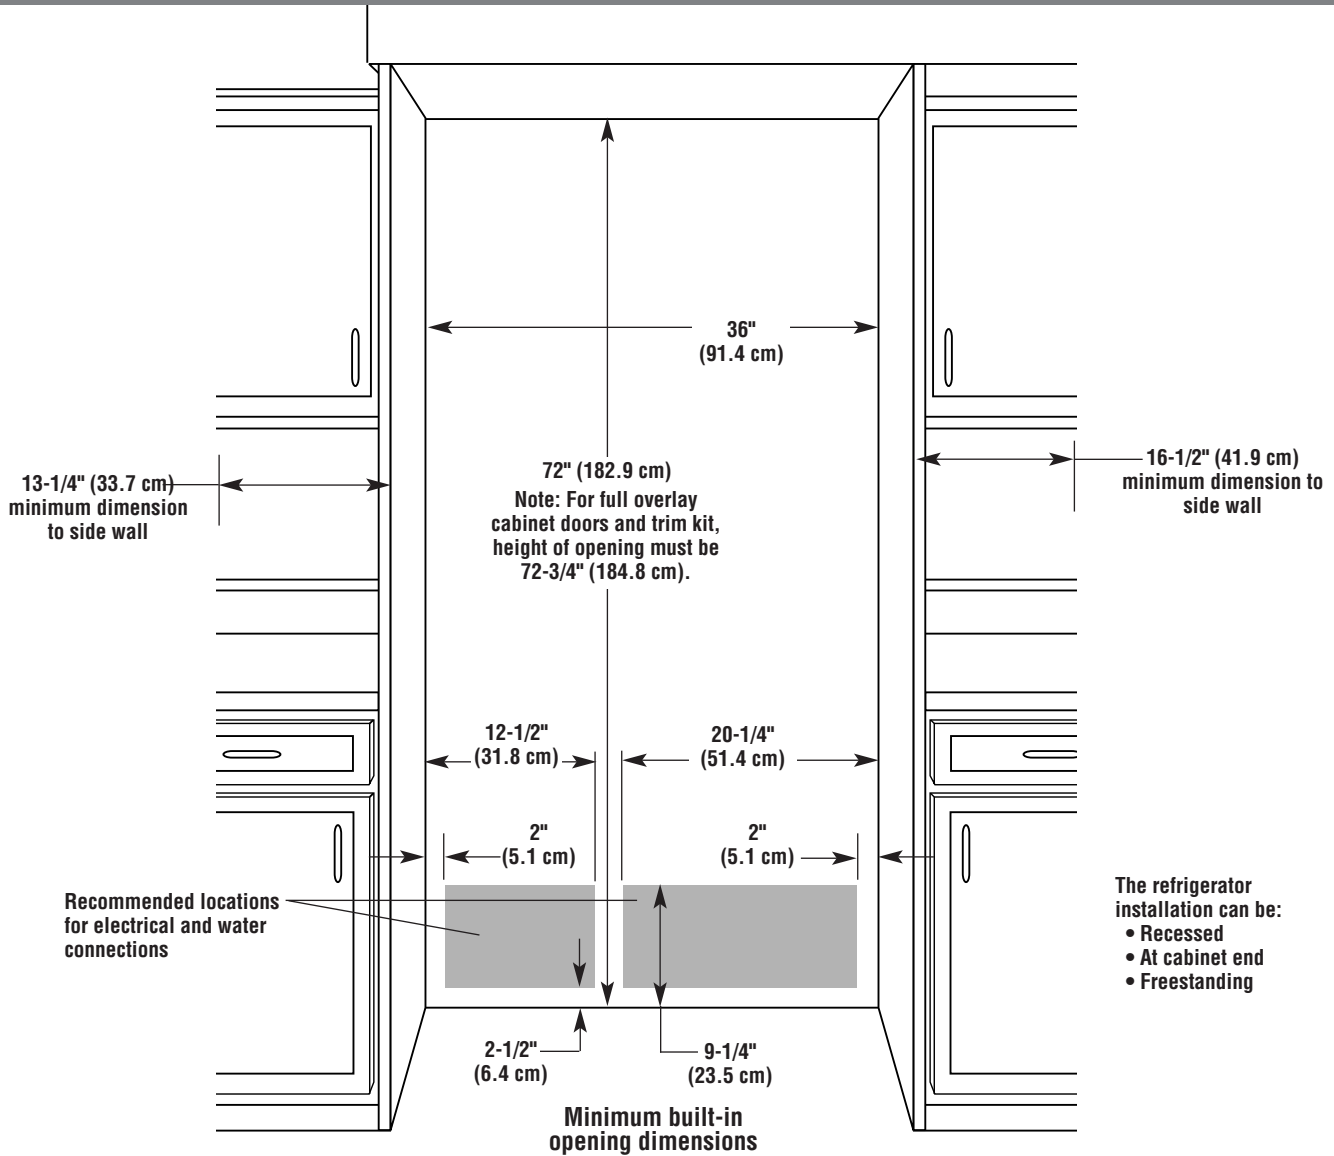 36"
(91.4 cm)
13-1/4" (33.7 cm)
minimum dimension
to side wall
72" (182.9 cm)
Note: For full overlay
cabinet doors and trim kit,
height of opening must be
72-3/4" (184.8 cm).
16-1/2" (41.9 cm)
minimum dimension to
side wall
12-1/2"
(31.8 cm)
20-1/4"
(51.4 cm)
2"
(5.1 cm)
2"
(5.1 cm)
Recommended locations
for electrical and water
connections
The refrigerator
installation can be:
• Recessed
• At cabinet end
• Freestanding
2-1/2"
(6.4 cm)
9-1/4"
(23.5 cm)
Minimum built-in
opening dimensions